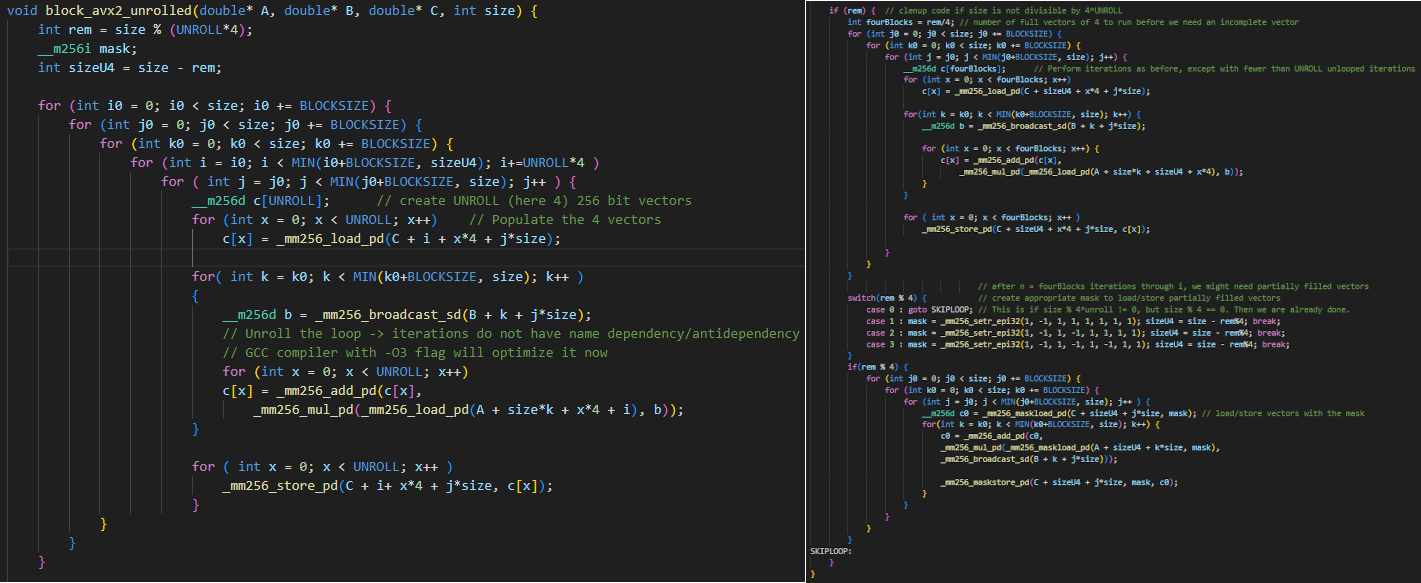 void block_avx2_unrolled(double* A, double* B, double* C, int size) {
int rem = size % (UNROLL*4);
__m256i mask;
int sizeU4 = size - rem;
for (int i0 = 0; i0 < size; i0 += BLOCKSIZE) {
for (int j0 = 0; j0 < size; j0 += BLOCKSIZE) {
for (int k0 = 0; k0 < size; k0 += BLOCKSIZE) {
for (int i = i0; i < MIN(i0+BLOCKSIZE, sizeU4); i+=UNROLL*4 )
for ( int j = j0; j < MIN(j0+BLOCKSIZE, size); j++ ) {
__m256d c[UNROLL];      // create UNROLL (here 4) 256 bit vectors
for (int x = 0; x < UNROLL; x++)    // Populate the 4 vectors
c[x] = _mm256_load_pd(C + i + x*4 + j*size);
for( int k = k0; k < MIN(k0+BLOCKSIZE, size); k++ )
{
__m256d b = _mm256_broadcast_sd(B + k + j*size);
// Unroll the loop -> iterations do not have name dependency/antidependency
// GCC compiler with -O3 flag will optimize it now
for (int x = 0; x < UNROLL; x++)
c[x] = _mm256_add_pd(c[x],
_mm256_mul_pd(_mm256_load_pd(A + size*k + x*4 + i), b));
}
for ( int x = 0; x < UNROLL; x++ )
_mm256_store_pd(C + i+ x*4 + j*size, c[x]);
}
}
}
}
if (rem) {  // clenup code if size is not divisible by 4*UNROLL
int fourBlocks = rem/4; // number of full vectors of 4 to run before we need an incomplete vector
for (int j0 = 0; j0 < size; j0 += BLOCKSIZE) {
for (int k0 = 0; k0 < size; k0 += BLOCKSIZE) {
for (int j = j0; j < MIN(j0+BLOCKSIZE, size); j++) {
__m256d c[fourBlocks];      // Perform iterations as before, except with fewer than UNROLL unlooped iterations
for (int x = 0; x < fourBlocks; x++)
c[x] = _mm256_load_pd(C + sizeU4 + x*4 + j*size);
for(int k = k0; k < MIN(k0+BLOCKSIZE, size); k++) {
__m256d b = _mm256_broadcast_sd(B + k + j*size);
for (int x = 0; x < fourBlocks; x++) {
c[x] = _mm256_add_pd(c[x],
_mm256_mul_pd(_mm256_load_pd(A + size*k + sizeU4 + x*4), b));
}
}
for ( int x = 0; x < fourBlocks; x++ )
_mm256_store_pd(C + sizeU4 + x*4 + j*size, c[x]);
}
}
}
// after n = fourBlocks iterations through i, we might need partially filled vectors
switch(rem % 4) {        // create appropriate mask to load/store partially filled vectors
case 0 : goto SKIPLOOP; // This is if size % 4*unroll != 0, but size % 4 == 0. Then we are already done.
case 1 : mask = _mm256_setr_epi32(1, -1, 1, 1, 1, 1, 1, 1); sizeU4 = size - rem%4; break;
case 2 : mask = _mm256_setr_epi32(1, -1, 1, -1, 1, 1, 1, 1); sizeU4 = size - rem%4; break;
case 3 : mask = _mm256_setr_epi32(1, -1, 1, -1, 1, -1, 1, 1); sizeU4 = size - rem%4; break;
}
if(rem % 4) {
for (int j0 = 0; j0 < size; j0 += BLOCKSIZE) {
for (int k0 = 0; k0 < size; k0 += BLOCKSIZE) {
for (int j = j0; j < MIN(j0+BLOCKSIZE, size); j++ ) {
__m256d c0 = _mm256_maskload_pd(C + sizeU4 + j*size, mask); // load/store vectors with the mask
for(int k = k0; k < MIN(k0+BLOCKSIZE, size); k++) {
c0 = _mm256_add_pd(c0,
_mm256_mul_pd(_mm256_maskload_pd(A + sizeU4 + k*size, mask),
_mm256_broadcast_sd(B + k + j*size)));
_mm256_maskstore_pd(C + sizeU4 + j*size, mask, c0);
}
}
}
}
}
SKIPLOOP:
}
}